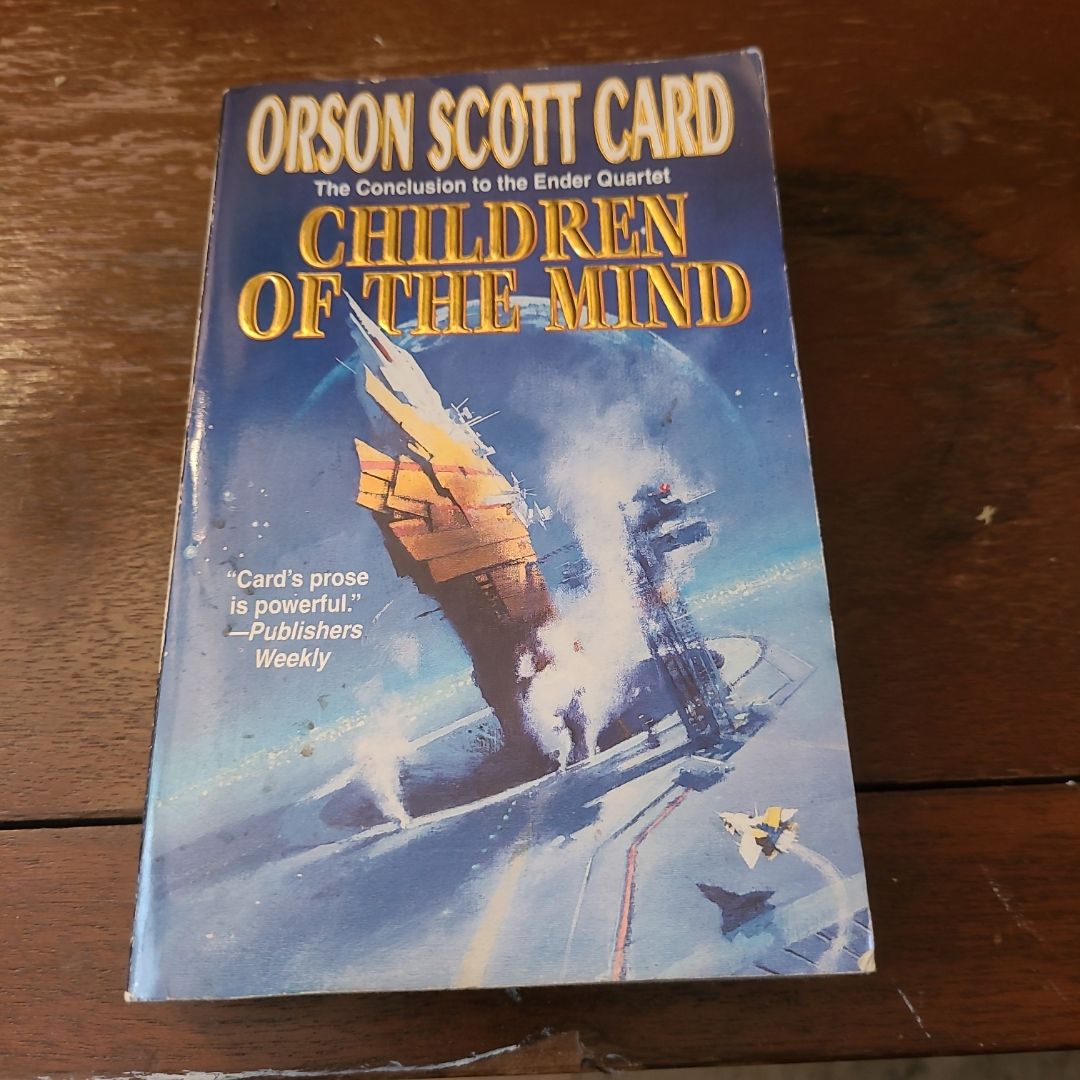 ORSON SCOTT CARD
The Conclusion to the Ender Quartet
CHILDREN
OF THE MIND
“Card’s prose
is powerful.”
—Publishers
Weekly